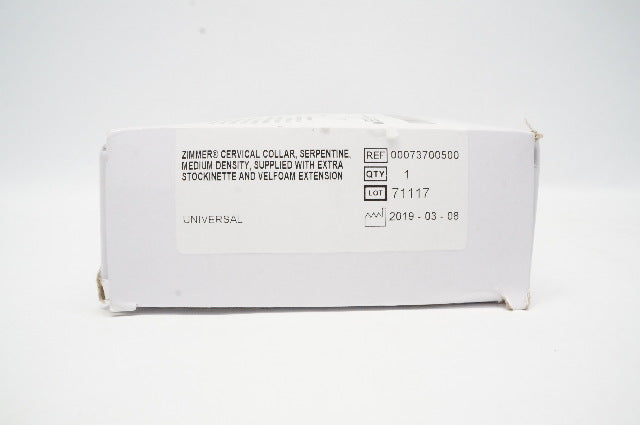 ZIMMER® CERVICAL COLLAR, SERPENTINE,
MEDIUM DENSITY, SUPPLIED WITH EXTRA
STOCKINETTE AND VELFOAM EXTENSION
UNIVERSAL
REF 00073700500
QTY. 1
LOT 71117
2019 - 03 - 08